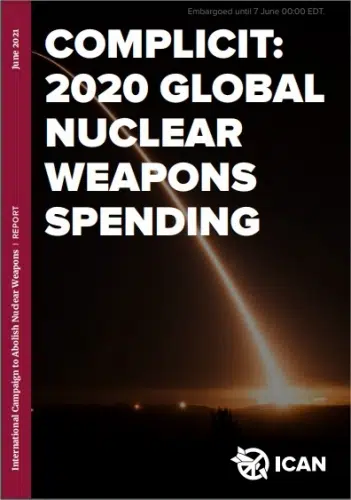 Embargoed until 7 June 00:00 EDT.
COMPLICIT:
2020 GLOBAL
NUCLEAR
WEAPONS
SPENDING
June 2021
International Campaign to Abolish Nuclear Weapons | REPORT
ICAN